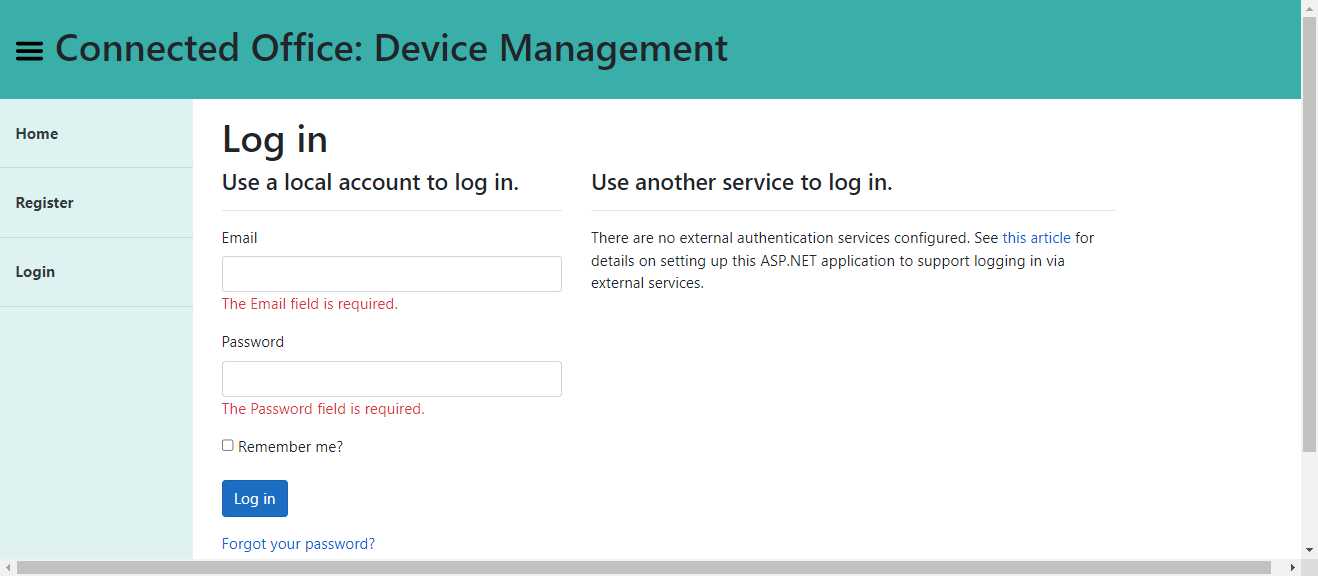 Connected Office: Device Management
Home
Register
Login
Log in
Use a local account to log in.
Email
The Email field is required.
Password
The Password field is required.
Remember me?
Log in
Forgot your password?
Use another service to log in.
There are no external authentication services configured. See this article for
details on setting up this ASP.NET application to support logging in via
external services.